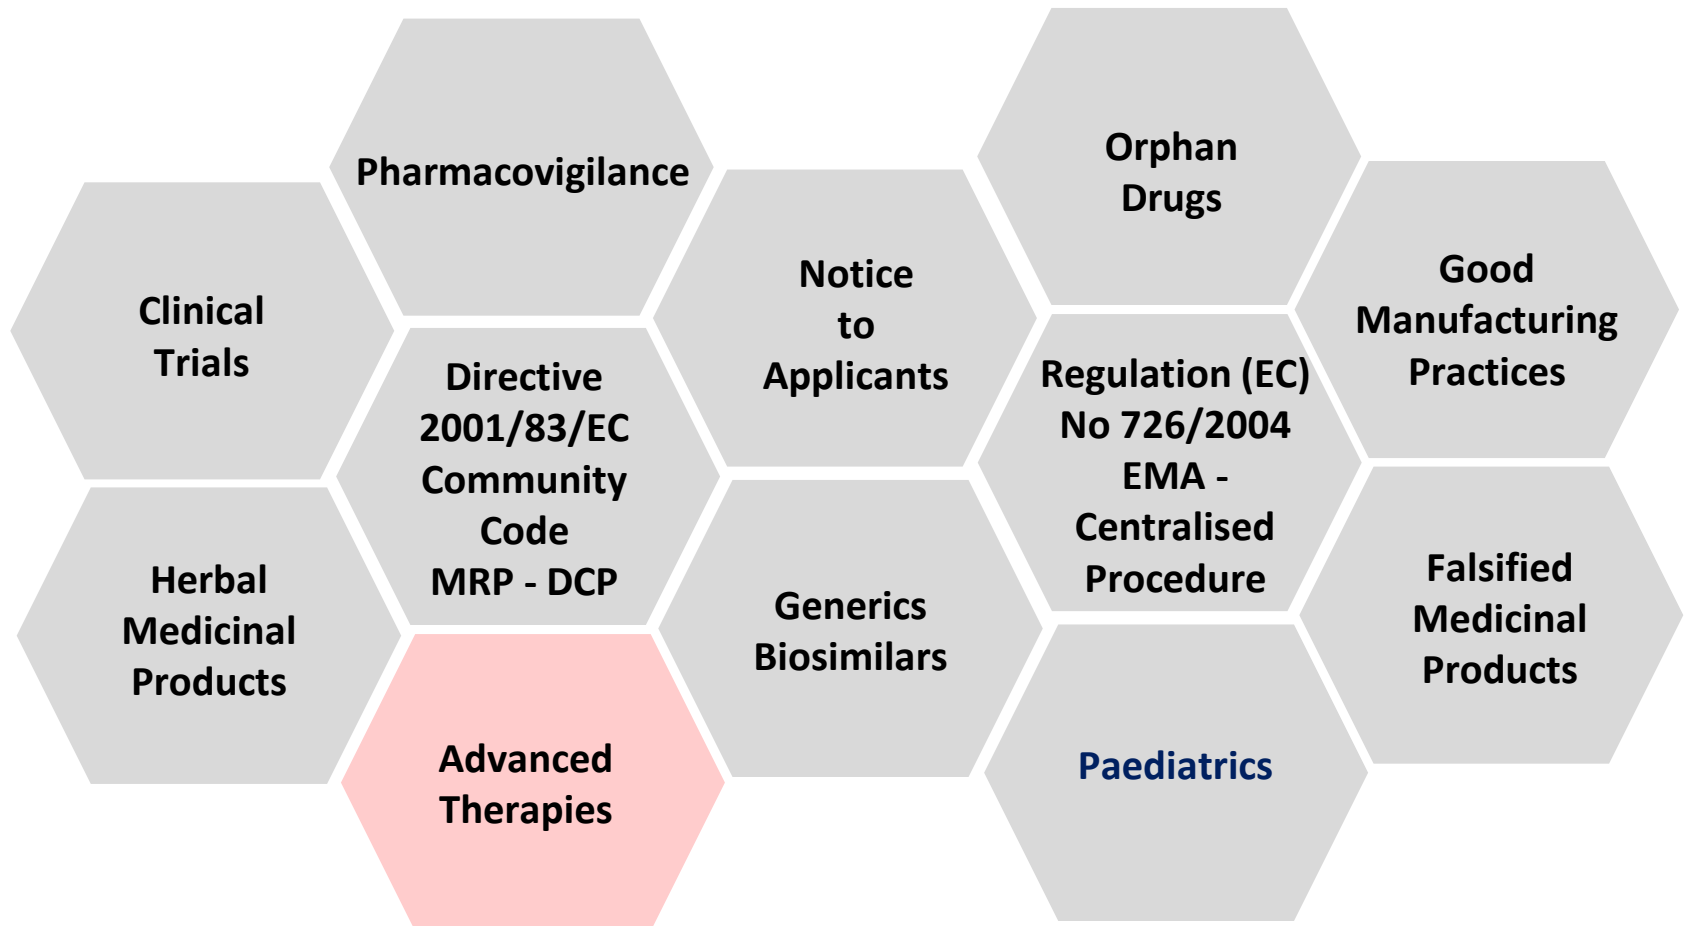 Pharmacovigilance
Orphan
Drugs
Clinical
Trials
Notice
to
Applicants
Good
Manufacturing
Practices
Directive
2001/83/EC
Community
Code
MRP - DCP
Regulation (EC)
No 726/2004
EMA -
Centralised
Procedure
Herbal
Medicinal
Products
Generics
Biosimilars
Falsified
Medicinal
Products
Advanced
Therapies
Paediatrics